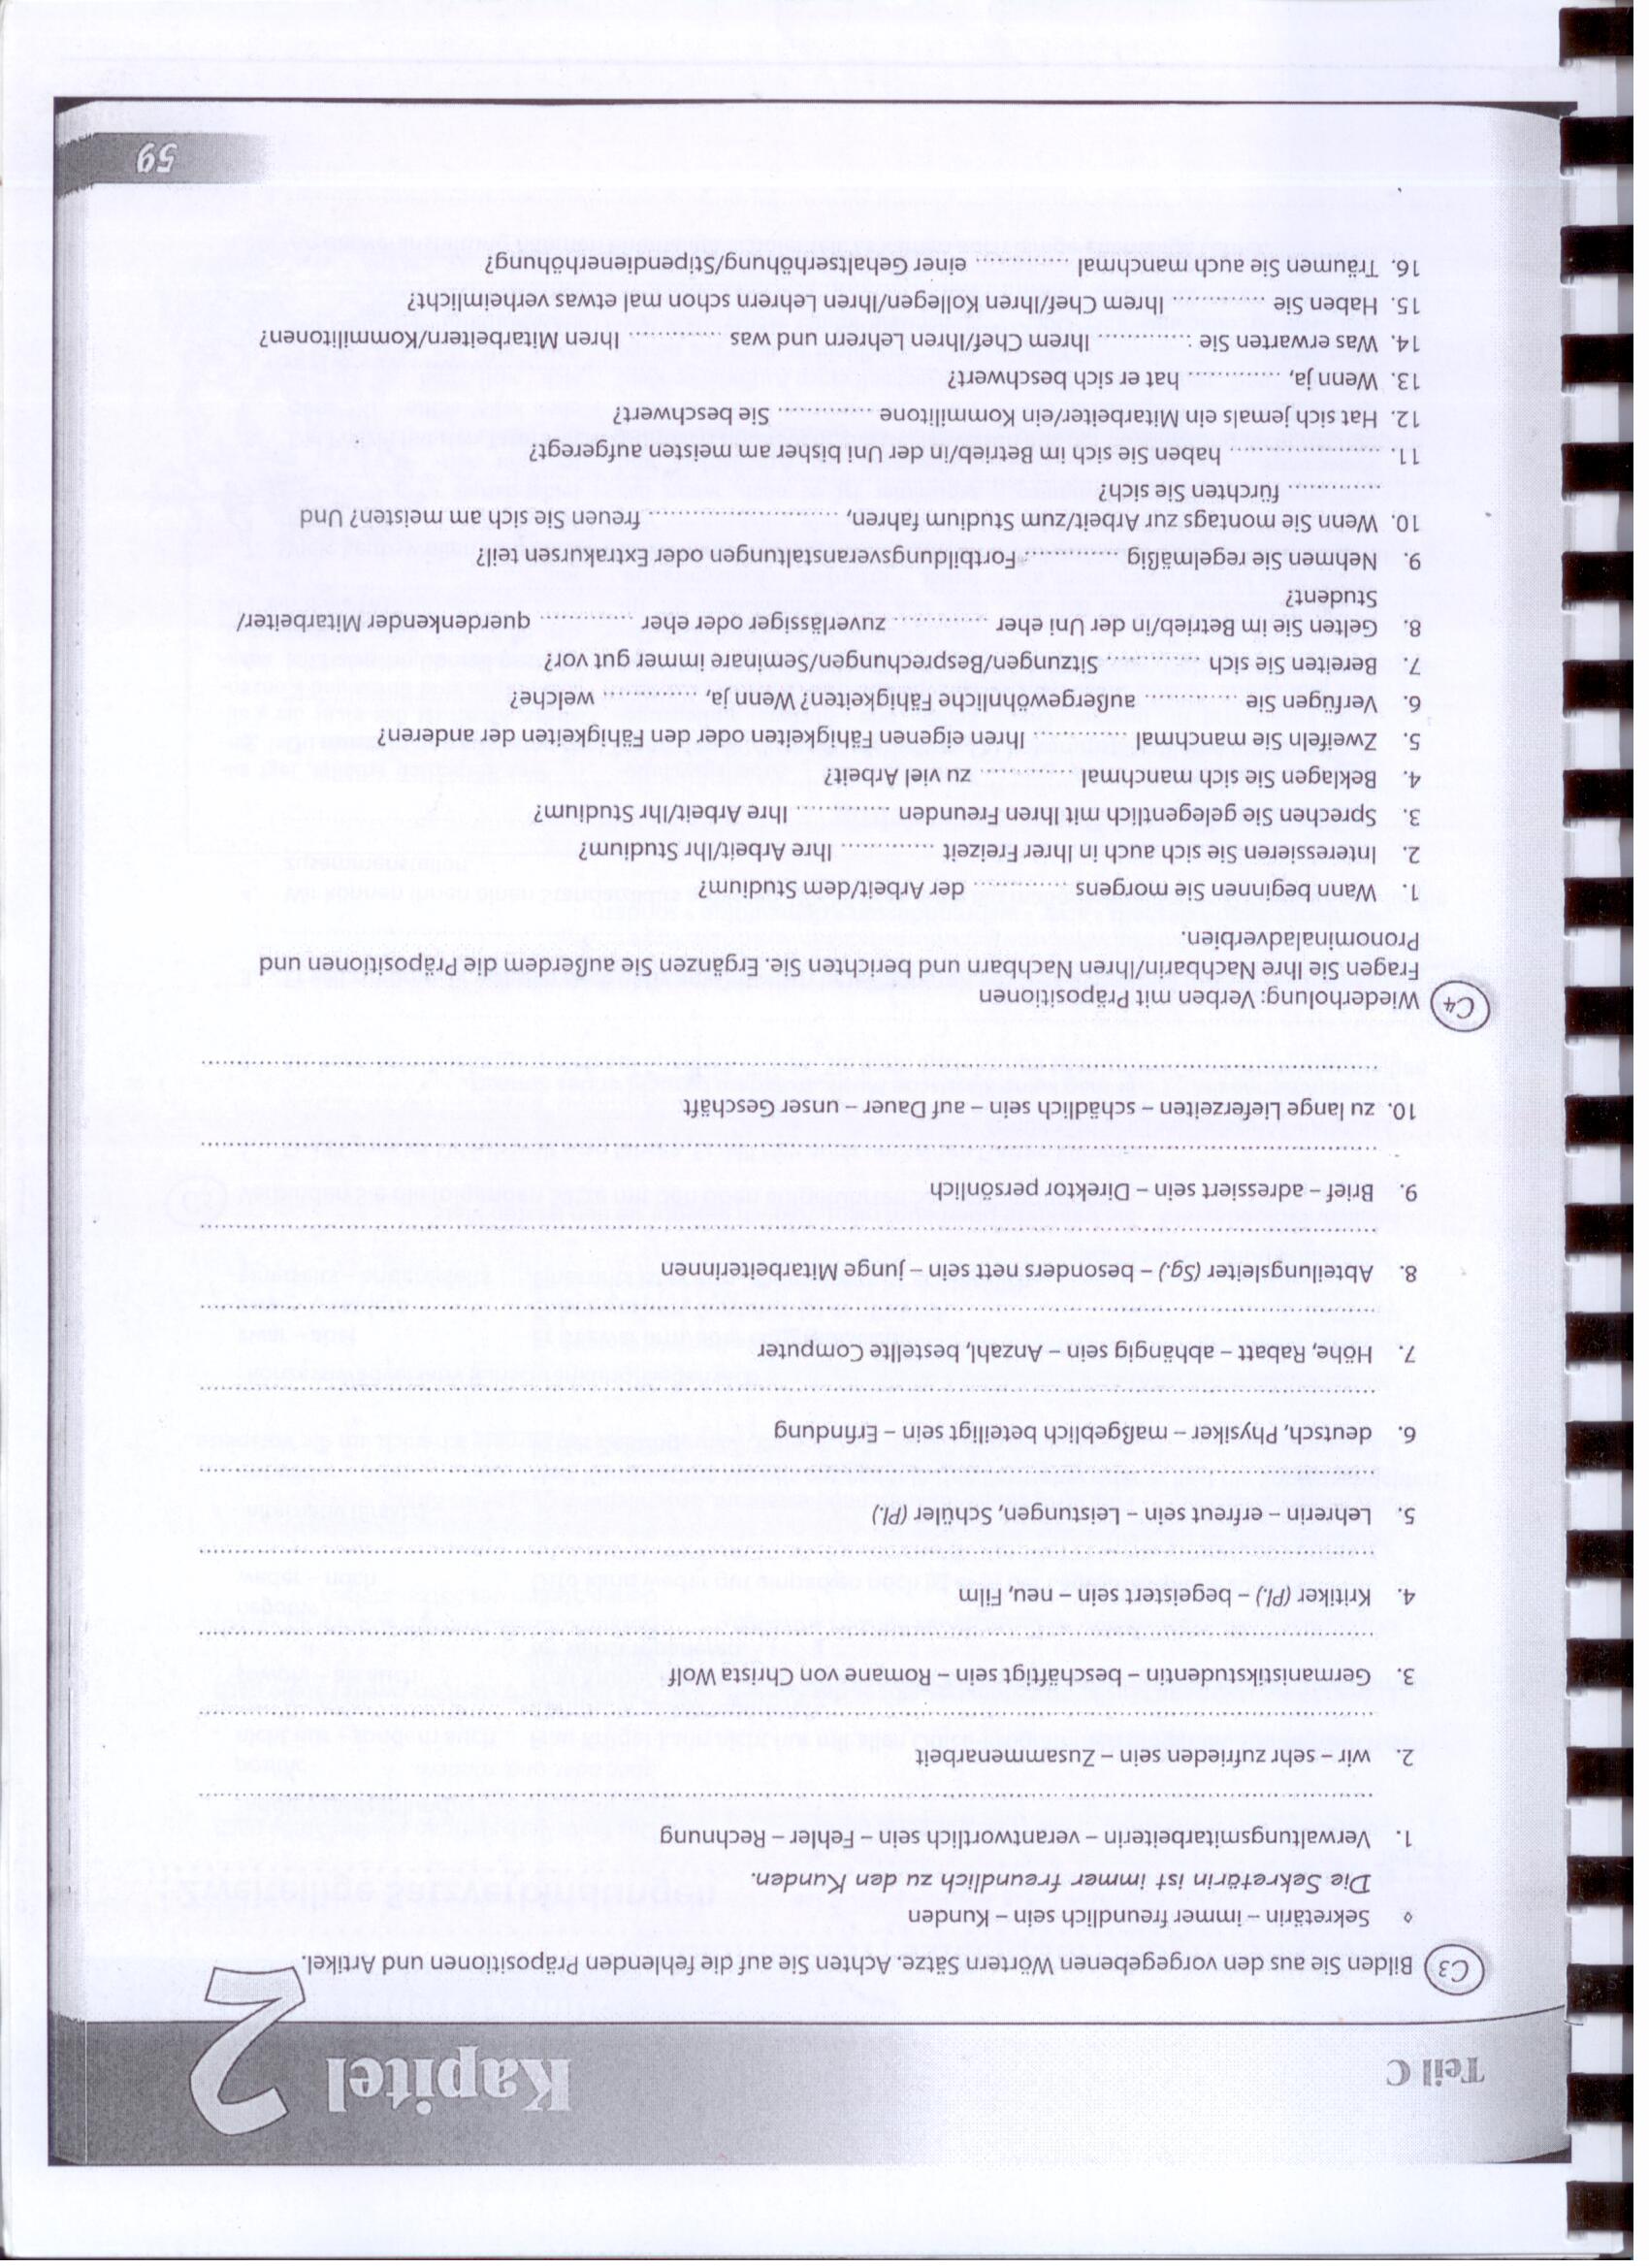 Teil C
Kapitel 2
C3 Bilden Sie aus den vorgegebenen Wörtern Sätze. Achten Sie auf die fehlenden Präpositionen und Artikel.
◊ Sekretärin – immer freundlich sein – Kunden
Die Sekretärin ist immer freundlich zu den Kunden.
1. Verwaltungsmitarbeiterin – verantwortlich sein – Fehler – Rechnung
2. wir – sehr zufrieden sein – Zusammenarbeit
3. Germanistikstudentin – beschäftigt sein – Romane von Christa Wolf
4. Kritiker (Pl.) – begeistert sein – neu, Film
5. Lehrerin – erfreut sein – Leistungen, Schüler (Pl.)
6. deutsch, Physiker – maßgeblich beteiligt sein – Erfindung
7. Höhe, Rabatt – abhängig sein – Anzahl, bestellte Computer
8. Abteilungsleiter (Sg.) – besonders nett sein – junge Mitarbeiterinnen
9. Brief – adressiert sein – Direktor persönlich
10. zu lange Lieferzeiten – schädlich sein – auf Dauer – unser Geschäft
C4 Wiederholung: Verben mit Präpositionen
Fragen Sie Ihre Nachbarin/Ihren Nachbarn und berichten Sie. Ergänzen Sie außerdem die Präpositionen und
Pronominaladverbien.
1. Wann beginnen Sie morgens ............. der Arbeit/dem Studium?
2. Interessieren Sie sich auch in Ihrer Freizeit ............. Ihre Arbeit/Ihr Studium?
3. Sprechen Sie gelegentlich mit Ihren Freunden ............. Ihre Arbeit/Ihr Studium?
4. Beklagen Sie sich manchmal ............. zu viel Arbeit?
5. Zweifeln Sie manchmal ............. Ihren eigenen Fähigkeiten oder den Fähigkeiten der anderen?
6. Verfügen Sie ............. außergewöhnliche Fähigkeiten? Wenn ja, ............. welche?
7. Bereiten Sie sich ............. Sitzungen/Besprechungen/Seminare immer gut vor?
8. Gelten Sie im Betrieb/in der Uni eher ............. zuverlässiger oder eher ............. querdenkender Mitarbeiter/
Student?
9. Nehmen Sie regelmäßig ............. Fortbildungsveranstaltungen oder Extrakursen teil?
10. Wenn Sie montags zur Arbeit/zum Studium fahren, .......................... freuen Sie sich am meisten? Und
............. fürchten Sie sich?
11. ..................... haben Sie sich im Betrieb/in der Uni bisher am meisten aufgeregt?
12. Hat sich jemals ein Mitarbeiter/ein Kommilitone ............. Sie beschwert?
13. Wenn ja, ............. hat er sich beschwert?
14. Was erwarten Sie ............. Ihrem Chef/Ihren Lehrern und was ............. Ihren Mitarbeitern/Kommilitonen?
15. Haben Sie ............. Ihrem Chef/Ihren Kollegen/Ihren Lehrern schon mal etwas verheimlicht?
16. Träumen Sie auch manchmal ............. einer Gehaltserhöhung/Stipendienerhöhung?
59